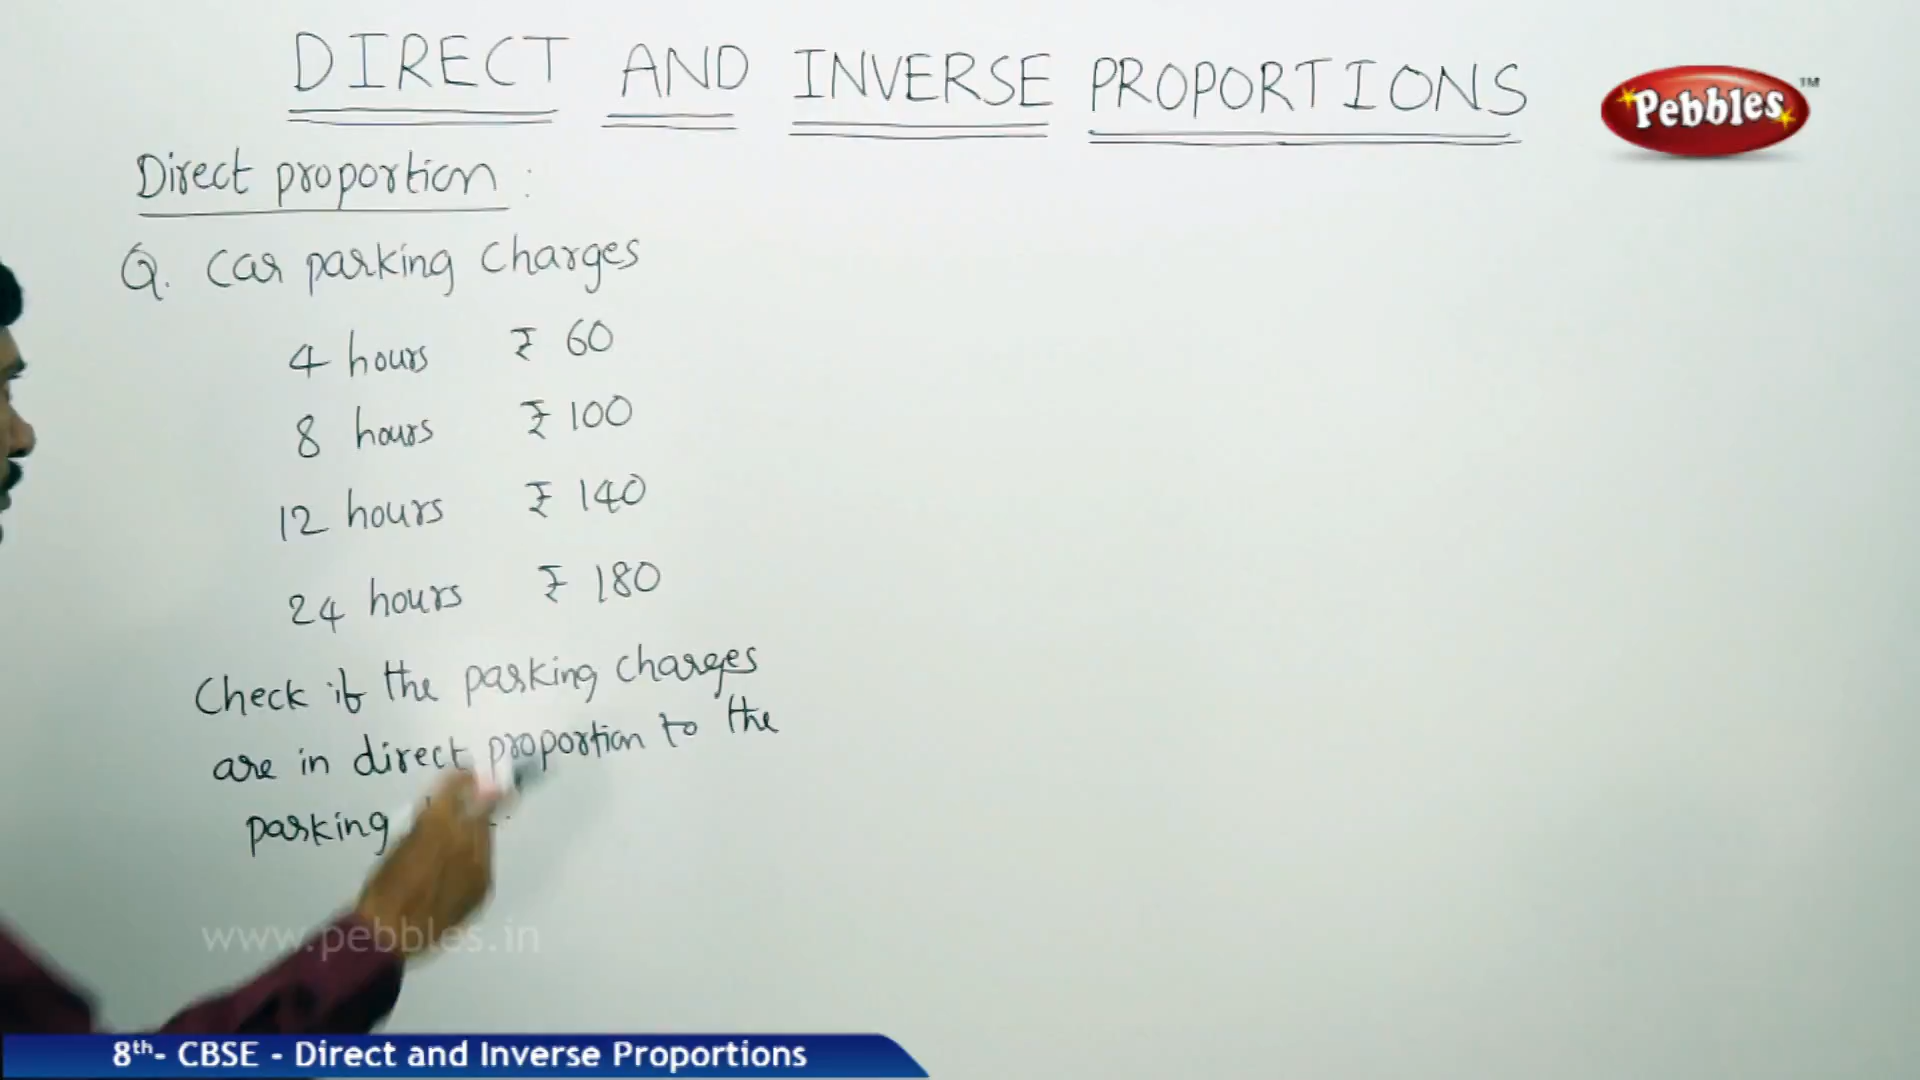 DIRECT AND INVERSE PROPORTIONS
Pebbles™
Direct proportion :
Q. Car parking charges
4 hours ₹ 60
8 hours ₹ 100
12 hours ₹ 140
24 hours ₹ 180
Check if the parking charges
are in direct proportion to the
parking
www.pebbles.in
8th- CBSE - Direct and Inverse Proportions